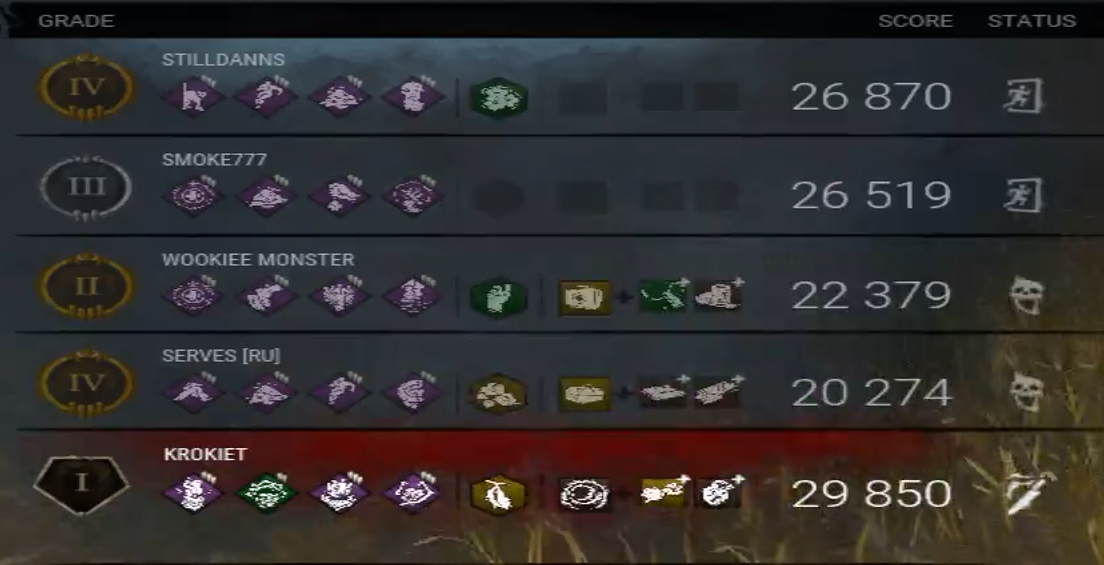 GRADE SCORE STATUS
IV STILLDANNS 26 870
III SMOKE777 26 519
II WOOKIEE MONSTER 22 379
IV SERVES [RU] 20 274
I KROKIET 29 850